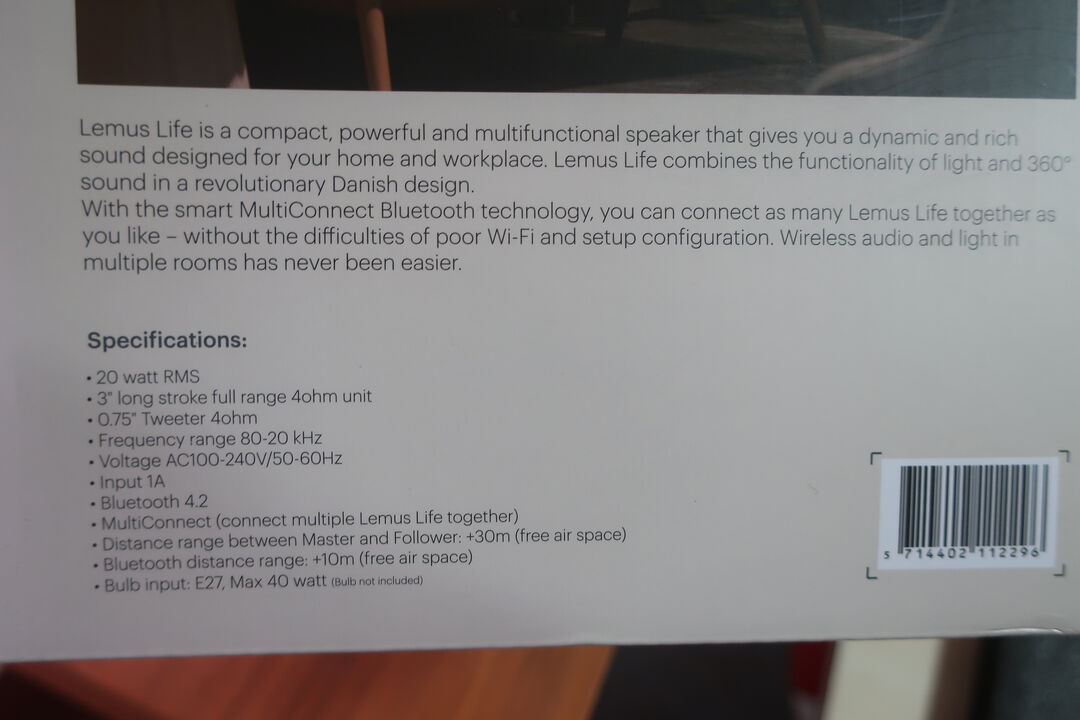 Lemus Life is a compact, powerful and multifunctional speaker that gives you a dynamic and rich
sound designed for your home and workplace. Lemus Life combines the functionality of light and 360°
sound in a revolutionary Danish design.
With the smart MultiConnect Bluetooth technology, you can connect as many Lemus Life together as
you like – without the difficulties of poor Wi-Fi and setup configuration. Wireless audio and light in
multiple rooms has never been easier.
Specifications:
• 20 watt RMS
• 3" long stroke full range 4ohm unit
• 0.75" Tweeter 4ohm
• Frequency range 80-20 kHz
• Voltage AC100-240V/50-60Hz
• Input 1A
• Bluetooth 4.2
• MultiConnect (connect multiple Lemus Life together)
• Distance range between Master and Follower: +30m (free air space)
• Bluetooth distance range: +10m (free air space)
• Bulb input: E27, Max 40 watt (Bulb not included)
5 714402 112296